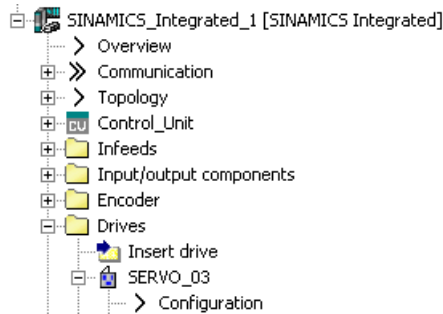 SINAMICS_Integrated_1 [SINAMICS Integrated]
Overview
Communication
Topology
CU Control_Unit
Infeeds
Input/output components
Encoder
Drives
Insert drive
SERVO_03
Configuration